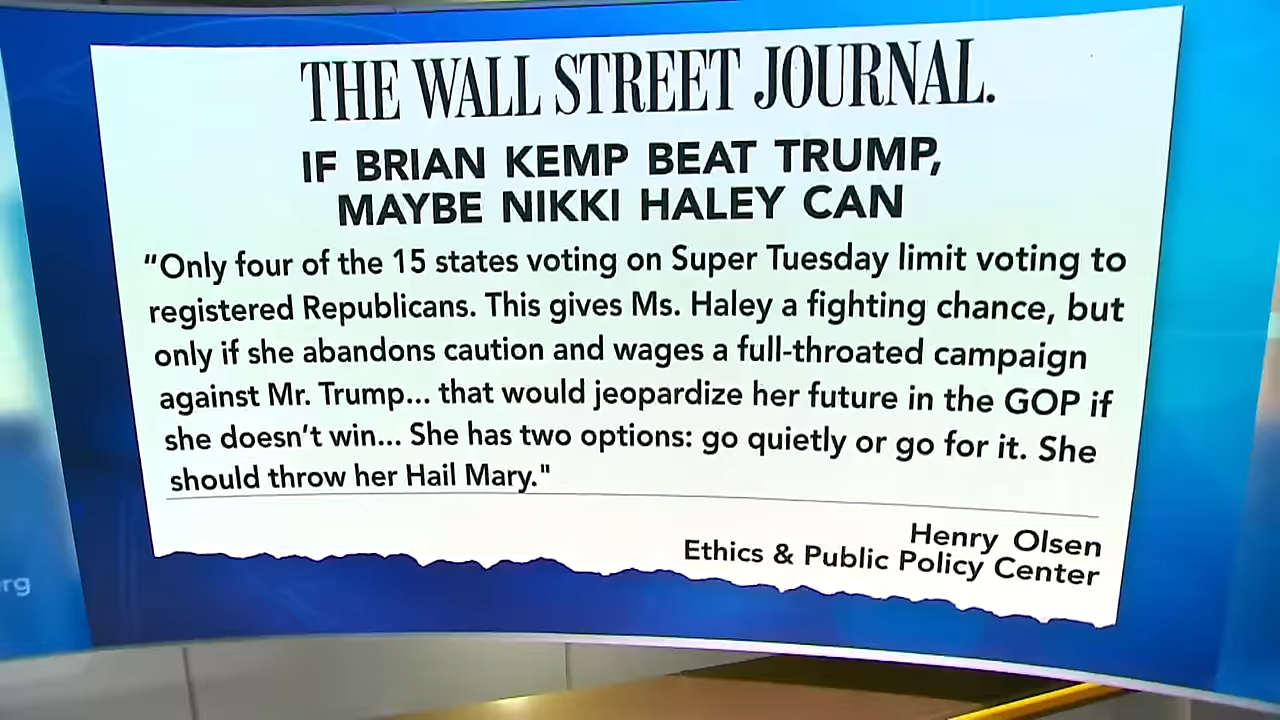 THE WALL STREET JOURNAL.
IF BRIAN KEMP BEAT TRUMP,
MAYBE NIKKI HALEY CAN
"Only four of the 15 states voting on Super Tuesday limit voting to
registered Republicans. This gives Ms. Haley a fighting chance, but
only if she abandons caution and wages a full-throated campaign
against Mr. Trump... that would jeopardize her future in the GOP if
she doesn't win... She has two options: go quietly or go for it. She
should throw her Hail Mary."
Henry Olsen
Ethics & Public Policy Center
rg